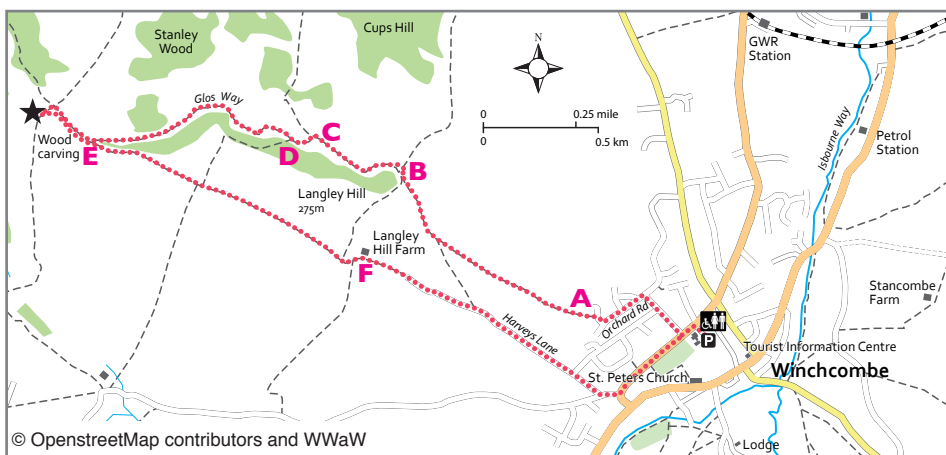 Stanley
Wood
Cups Hill
N
GWR
Station
0
0.25 mile
0
0.5 km
Glos Way
Isbourne Way
Petrol
Station
Wood
carving
E
D
C
B
Langley Hill
275m
Langley
Hill Farm
F
A
Orchard Rd
Harveys Lane
Stancombe
Farm
P
Tourist Information Centre
St. Peters Church
Winchcombe
Lodge
© OpenstreetMap contributors and WWaW